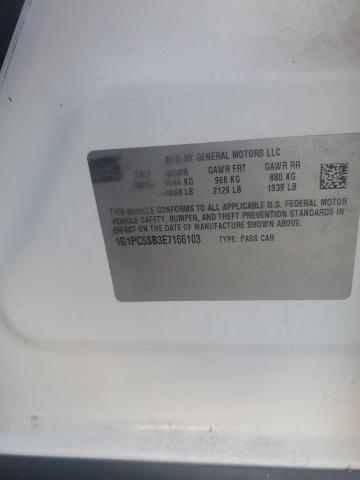 BY GENERAL MOTORS LLC
GVWR GAWR FRT GAWR RR
966 KG 880 KG
2129 LB 1939 LB
THIS VEHICLE CONFORMS TO ALL APPLICABLE U.S. FEDERAL MOTOR
VEHICLE SAFETY, BUMPER, AND THEFT PREVENTION STANDARDS IN
EFFECT ON THE DATE OF MANUFACTURE SHOWN ABOVE.
1G1PC5SB3E7166103 TYPE: PASS CAR